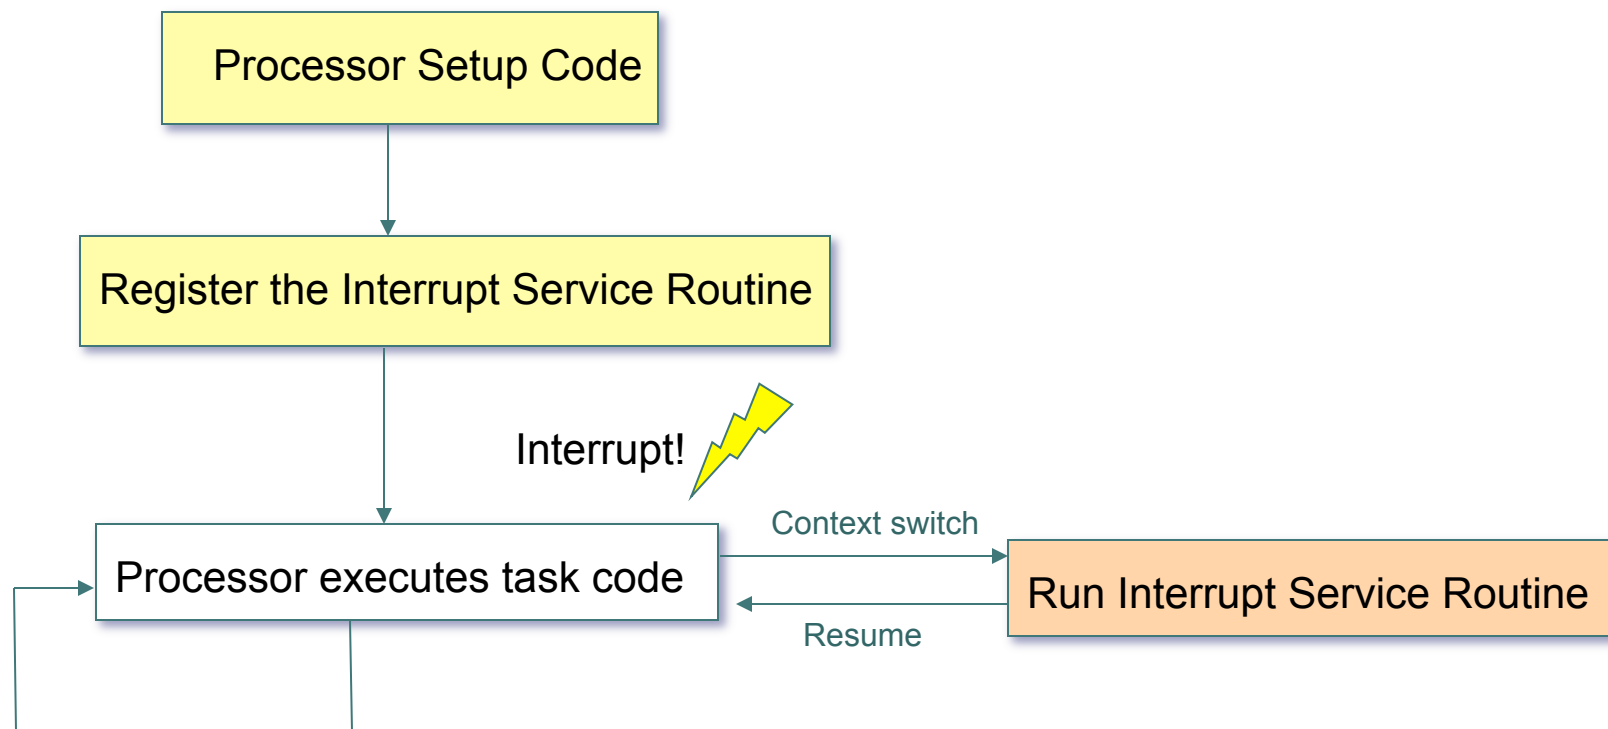 Processor Setup Code
Register the Interrupt Service Routine
Interrupt!
Context switch
Processor executes task code
Run Interrupt Service Routine
Resume